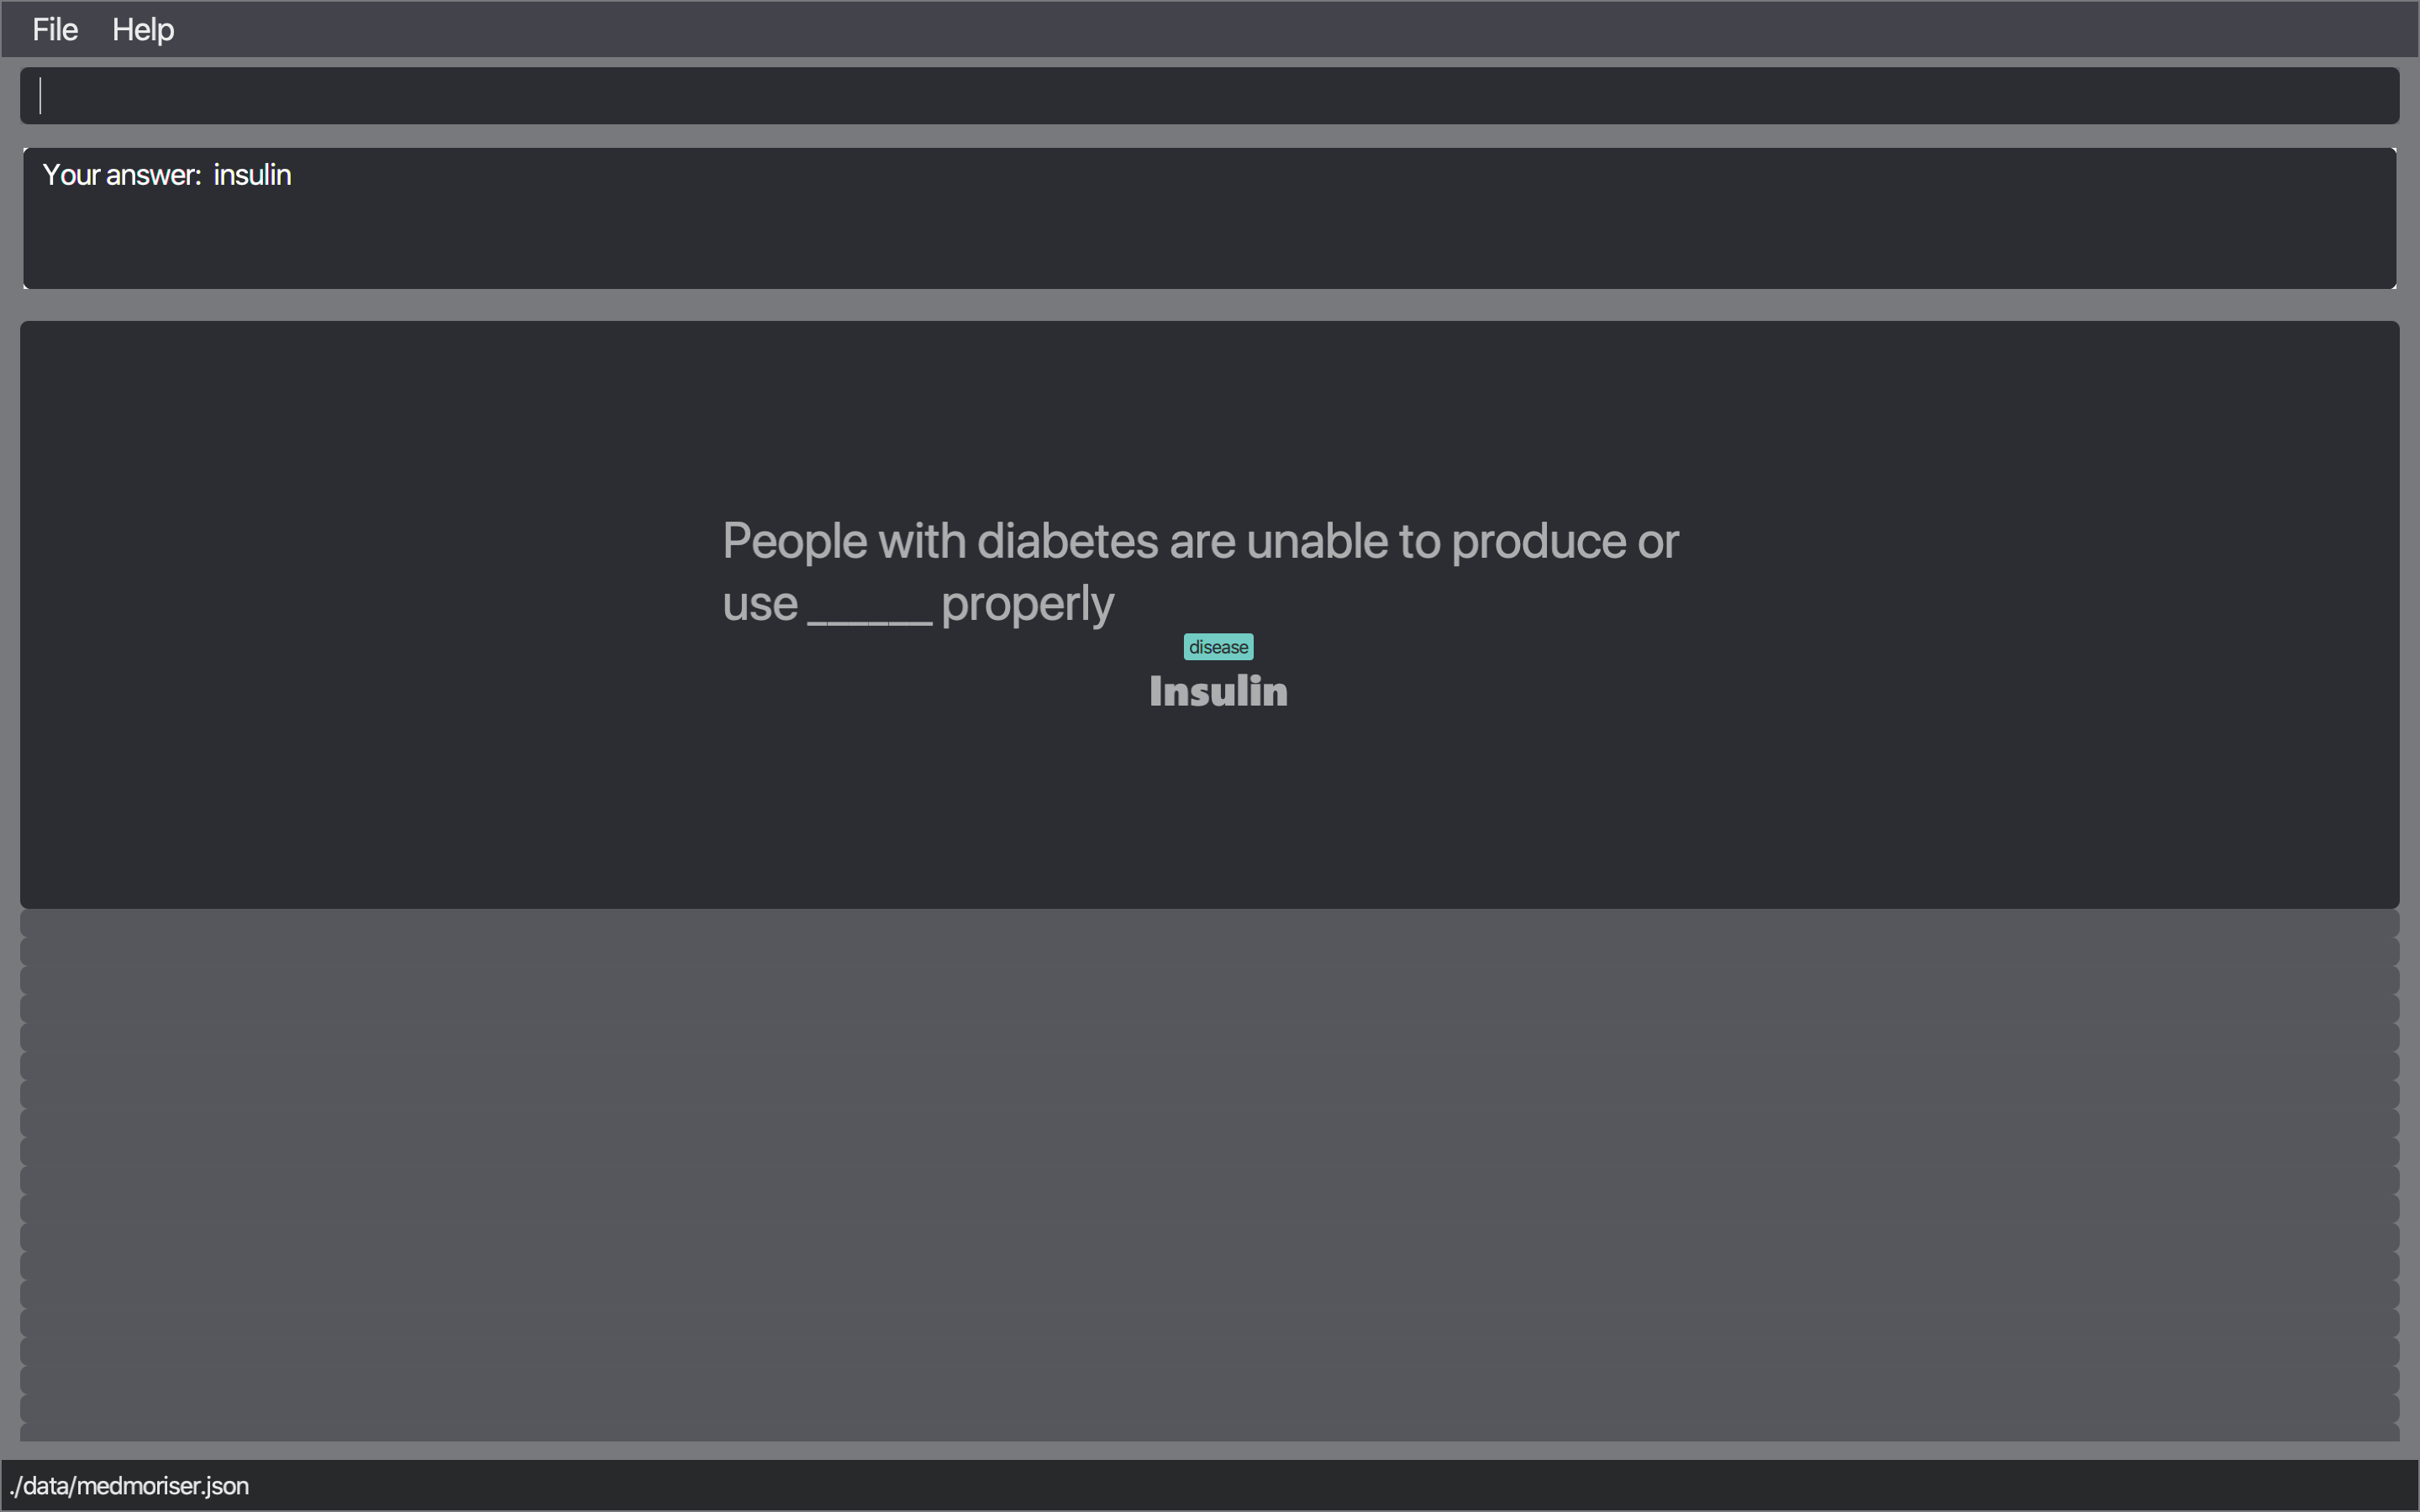 File Help
Your answer: insulin
People with diabetes are unable to produce or
use ______ properly
disease
Insulin
./data/medmoriser.json